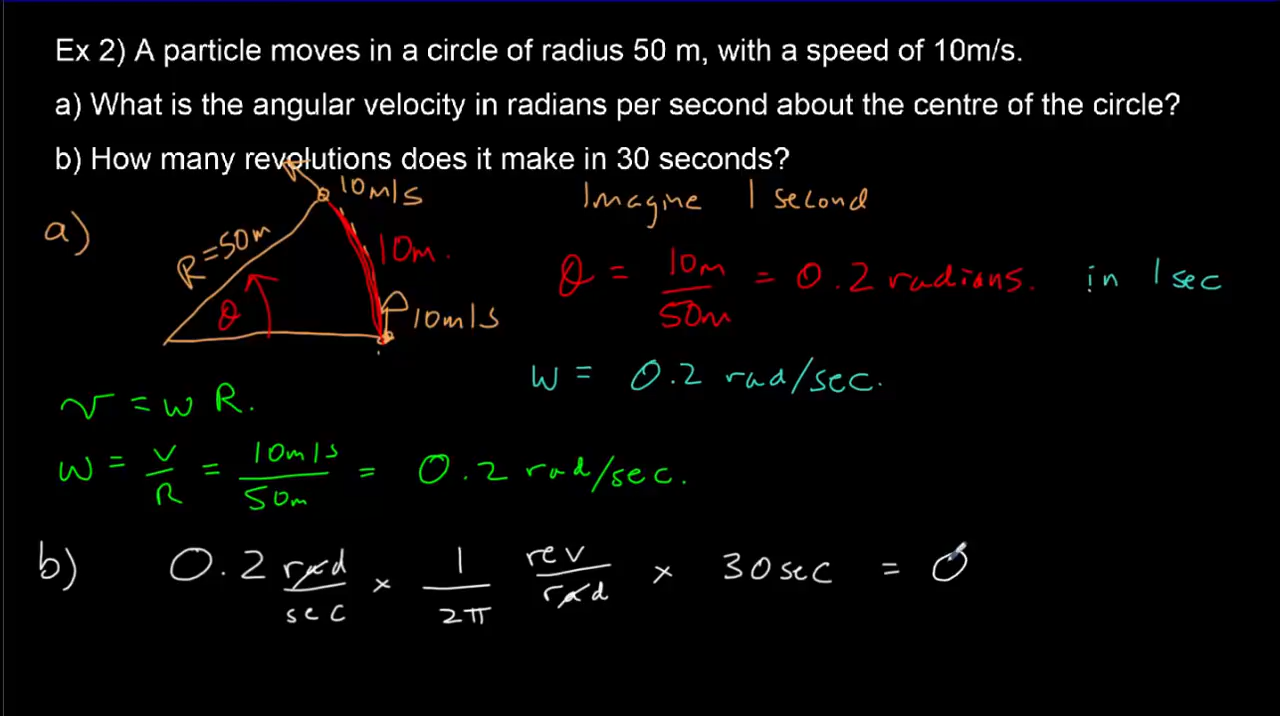 Ex 2) A particle moves in a circle of radius 50 m, with a speed of 10m/s.
a) What is the angular velocity in radians per second about the centre of the circle?
b) How many revolutions does it make in 30 seconds?
a)
R=50m
10m/s
10m.
θ
10m/s
Imagine 1 second
θ = 10m/50m = 0.2 radians. in 1 sec
w = 0.2 rad/sec.
v = w R.
w = v/R = 10m/s/50m = 0.2 rad/sec.
b) 0.2 rad/sec × 1/2π rev/rad × 30sec = 0